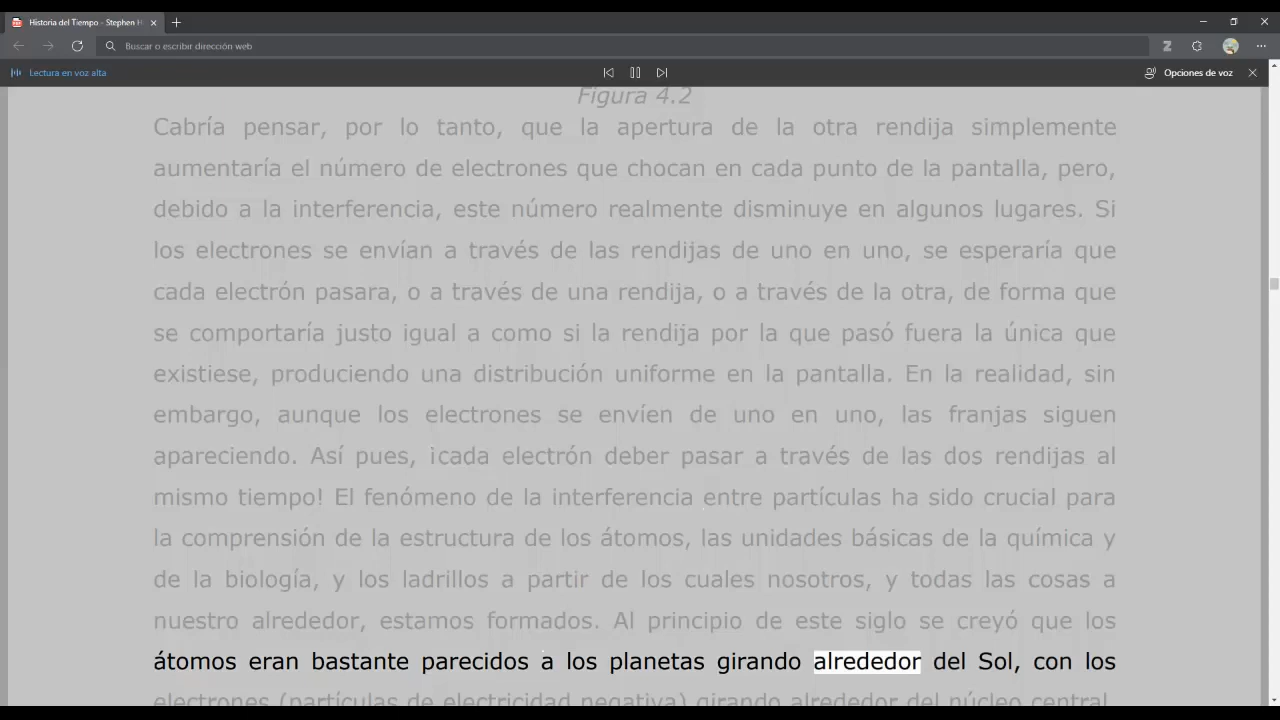 Historia del Tiempo - Stephen H
Buscar o escribir dirección web
Lectura en voz alta
Opciones de voz
Figura 4.2
Cabría pensar, por lo tanto, que la apertura de la otra rendija simplemente
aumentaría el número de electrones que chocan en cada punto de la pantalla, pero,
debido a la interferencia, este número realmente disminuye en algunos lugares. Si
los electrones se envían a través de las rendijas de uno en uno, se esperaría que
cada electrón pasara, o a través de una rendija, o a través de la otra, de forma que
se comportaría justo igual a como si la rendija por la que pasó fuera la única que
existiese, produciendo una distribución uniforme en la pantalla. En la realidad, sin
embargo, aunque los electrones se envíen de uno en uno, las franjas siguen
apareciendo. Así pues, ¡cada electrón deber pasar a través de las dos rendijas al
mismo tiempo! El fenómeno de la interferencia entre partículas ha sido crucial para
la comprensión de la estructura de los átomos, las unidades básicas de la química y
de la biología, y los ladrillos a partir de los cuales nosotros, y todas las cosas a
nuestro alrededor, estamos formados. Al principio de este siglo se creyó que los
átomos eran bastante parecidos a los planetas girando alrededor del Sol, con los
electrones (partículas de electricidad negativa) girando alrededor del núcleo central,